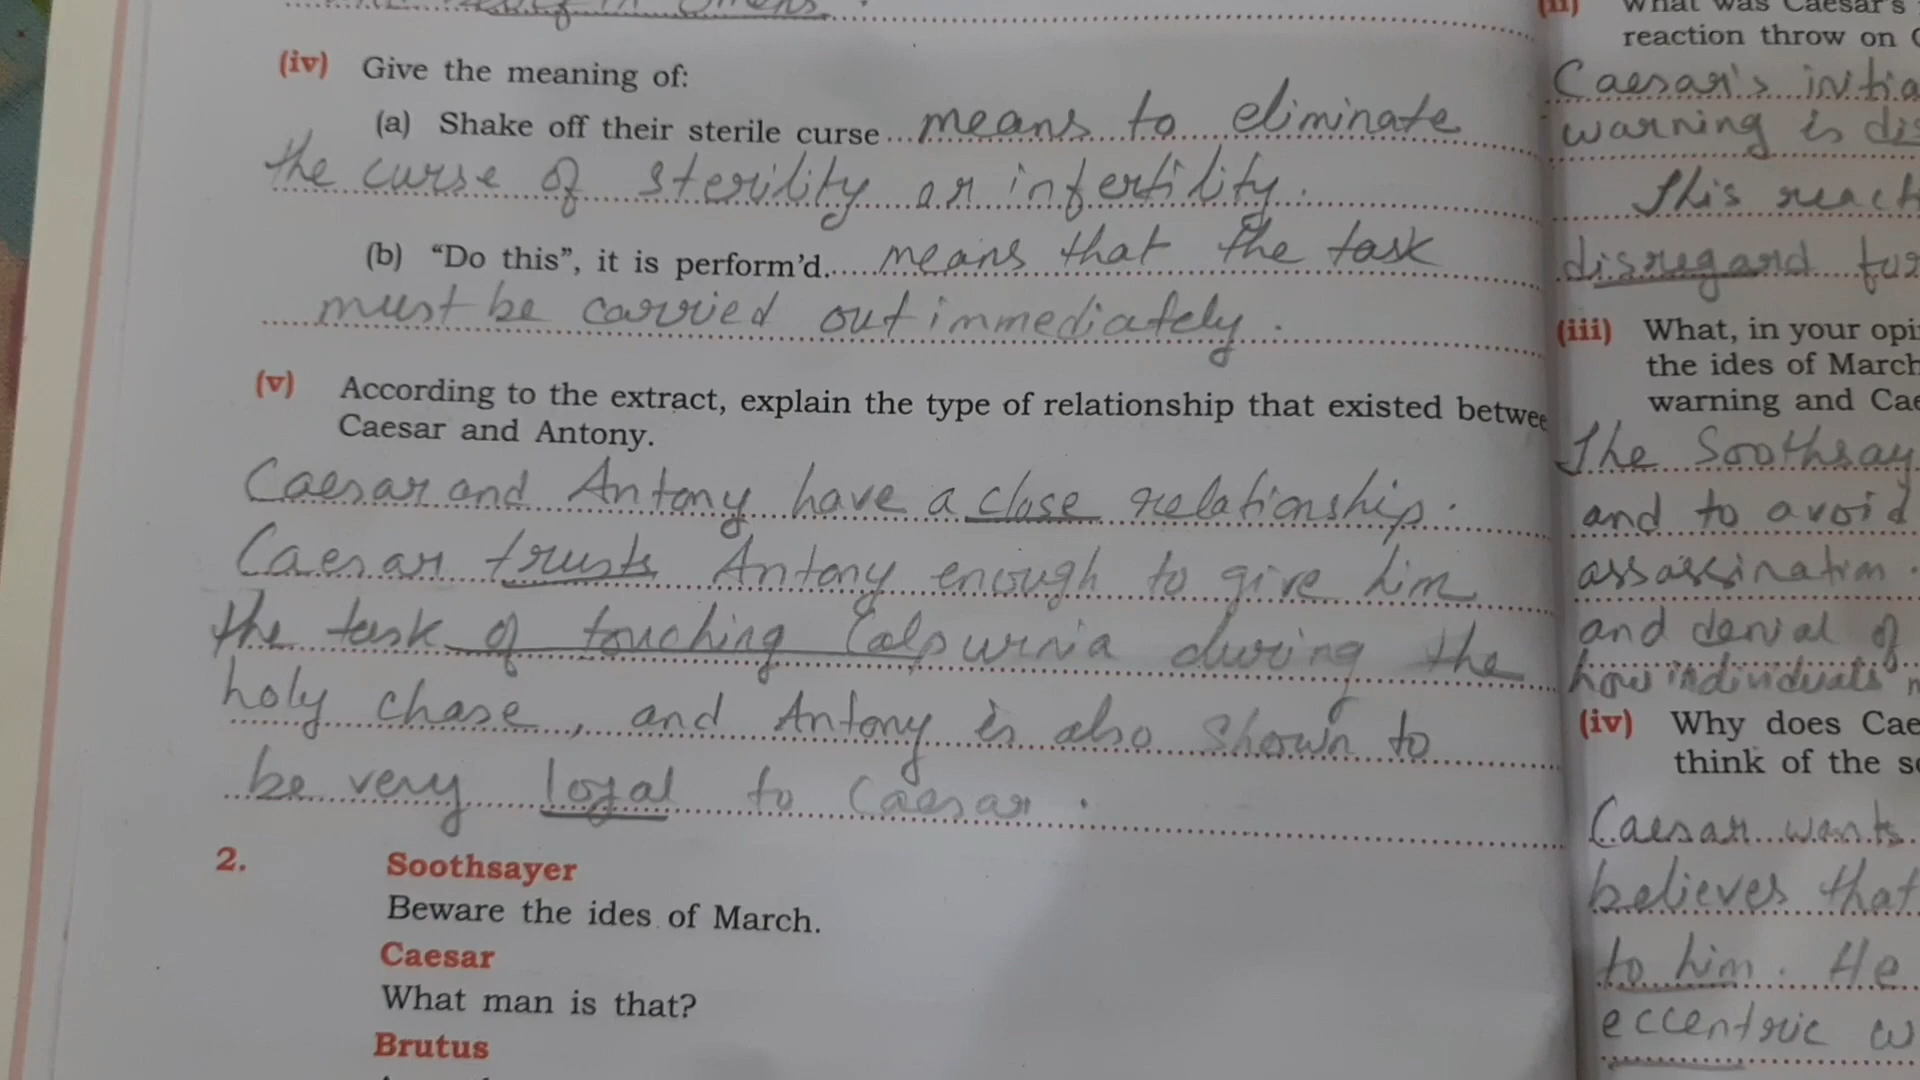 (iv) Give the meaning of:
(a) Shake off their sterile curse means to eliminate
the curse of sterility or infertility.
(b) "Do this", it is perform'd. means that the task
must be carried out immediately.
(v) According to the extract, explain the type of relationship that existed betwee
Caesar and Antony.
Caesar and Antony have a close relationship.
Caesar trusts Antony enough to give him
the task of touching Calpurnia during the
holy chase, and Antony is also shown to
be very loyal to Caesar.
2. Soothsayer
Beware the ides of March.
Caesar
What man is that?
Brutus
(ii) What was Caesar's
reaction throw on
Caesar's initia
warning is dis
This react
disregard for
(iii) What, in your opi
the ides of March
warning and Cae
The Soothsay
and to avoid
assassination.
and denial of
how individuals
(iv) Why does Cae
think of the s
Caesar wants
believes that
to him. He
eccentric w